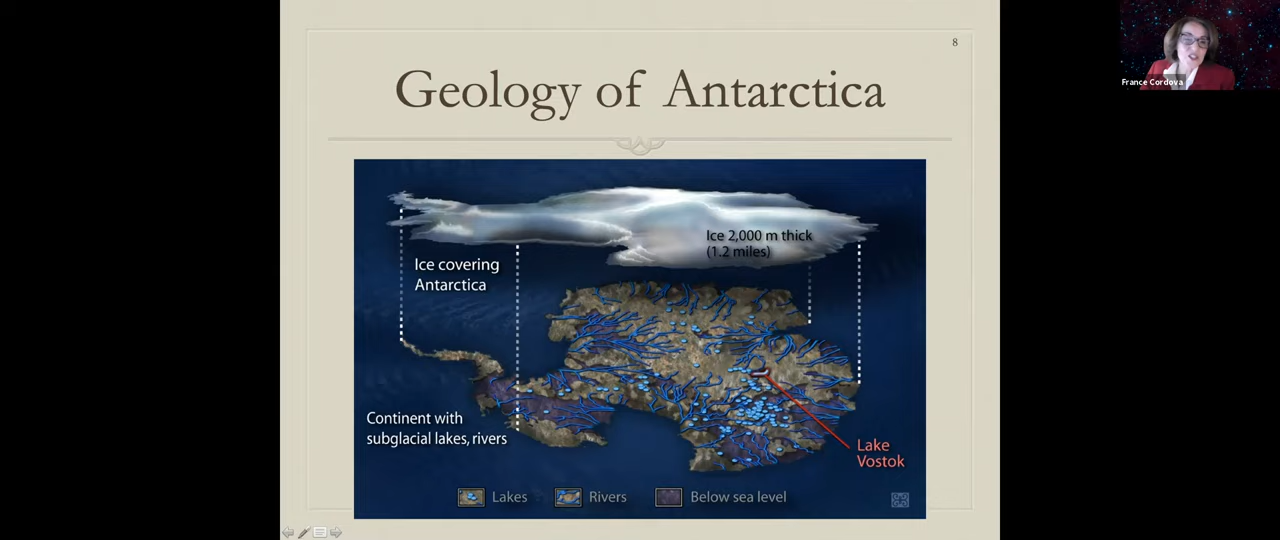 8
Geology of Antarctica
France Cordova
Ice 2,000 m thick
(1.2 miles)
Ice covering
Antarctica
Continent with
subglacial lakes, rivers
Lake
Vostok
Lakes
Rivers
Below sea level